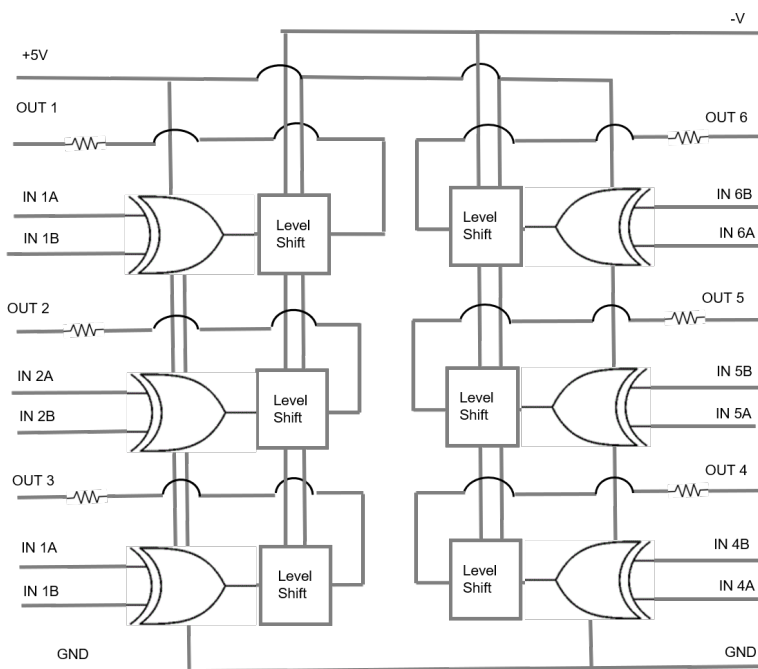 -V
+5V
OUT 1
OUT 6
IN 1A
IN 1B
Level
Shift
Level
Shift
IN 6B
IN 6A
OUT 2
OUT 5
IN 2A
IN 2B
Level
Shift
Level
Shift
IN 5B
IN 5A
OUT 3
OUT 4
IN 1A
IN 1B
Level
Shift
Level
Shift
IN 4B
IN 4A
GND
GND